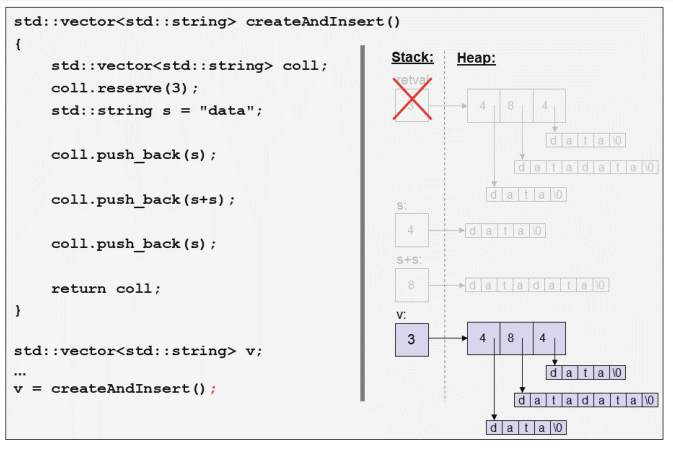 std::vector<std::string> createAndInsert()
{
std::vector<std::string> coll;
coll.reserve(3);
std::string s = "data";
coll.push_back(s);
coll.push_back(s+s);
coll.push_back(s);
return coll;
}
std::vector<std::string> v;
...
v = createAndInsert();
Stack: Heap:
retval
3 4 8 4
d a t a \0
d a t a d a t a \0
d a t a \0
s:
4 d a t a \0
s+s:
8 d a t a d a t a \0
v:
3 4 8 4
d a t a \0
d a t a d a t a \0
d a t a \0